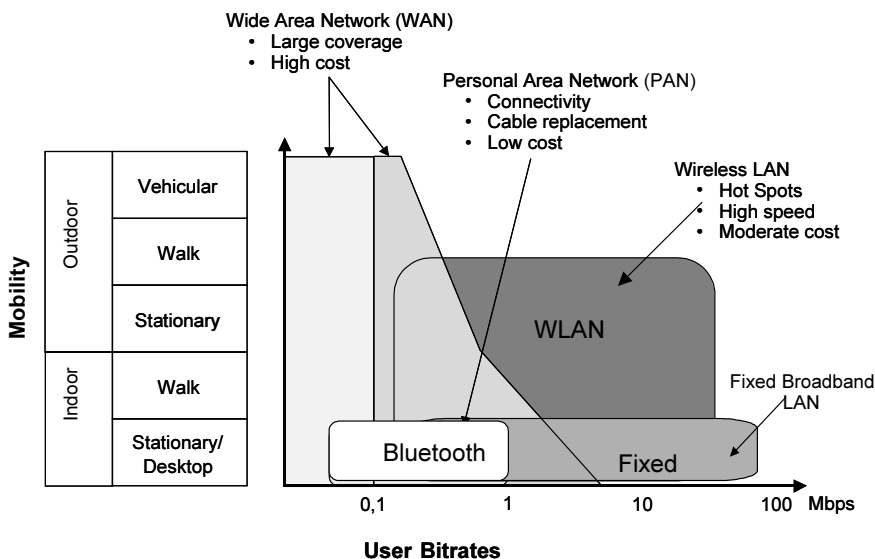 Wide Area Network (WAN)
• Large coverage
• High cost
Personal Area Network (PAN)
• Connectivity
• Cable replacement
• Low cost
Wireless LAN
• Hot Spots
• High speed
• Moderate cost
Mobility
Outdoor
Vehicular
Walk
Stationary
Indoor
Walk
Stationary/
Desktop
WLAN
Fixed Broadband
LAN
Bluetooth
Fixed
0,1 1 10 100 Mbps
User Bitrates